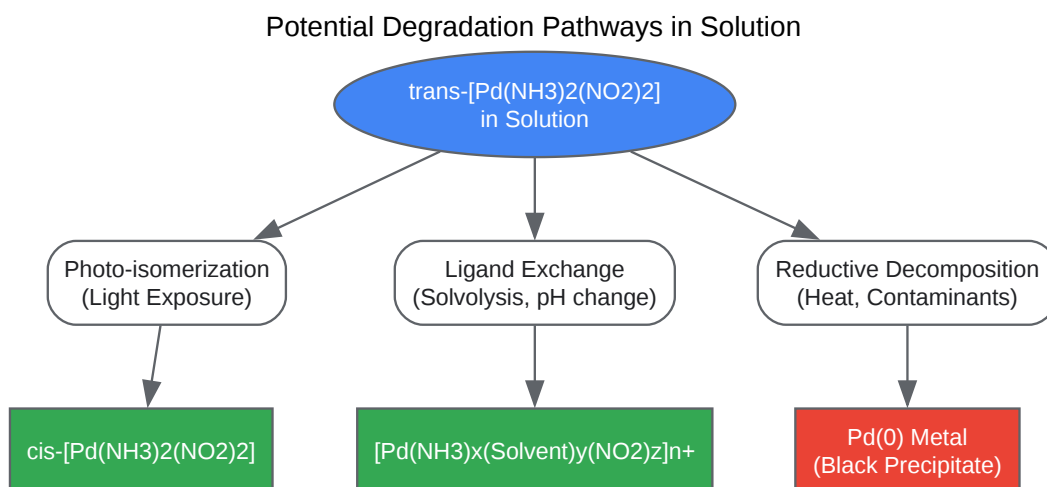 Potential Degradation Pathways in Solution
trans-[Pd(NH3)2(NO2)2]
in Solution
Photo-isomerization
(Light Exposure)
Ligand Exchange
(Solvolysis, pH change)
Reductive Decomposition
(Heat, Contaminants)
cis-[Pd(NH3)2(NO2)2]
[Pd(NH3)x(Solvent)y(NO2)z]n+
Pd(0) Metal
(Black Precipitate)